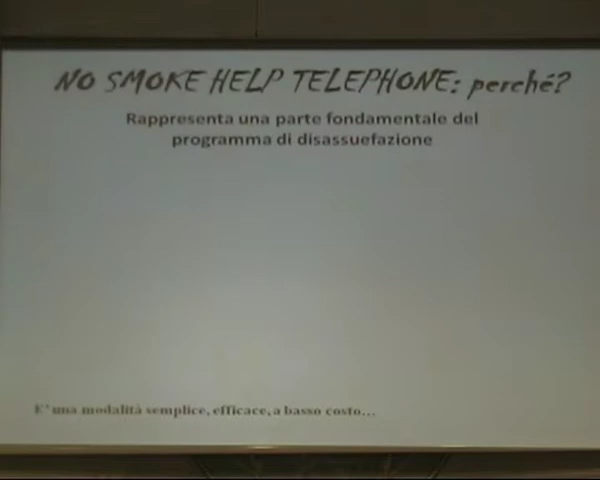 NO SMOKE HELP TELEPHONE: perché?
Rappresenta una parte fondamentale del
programma di disassuefazione
E' una modalità semplice, efficace, a basso costo...